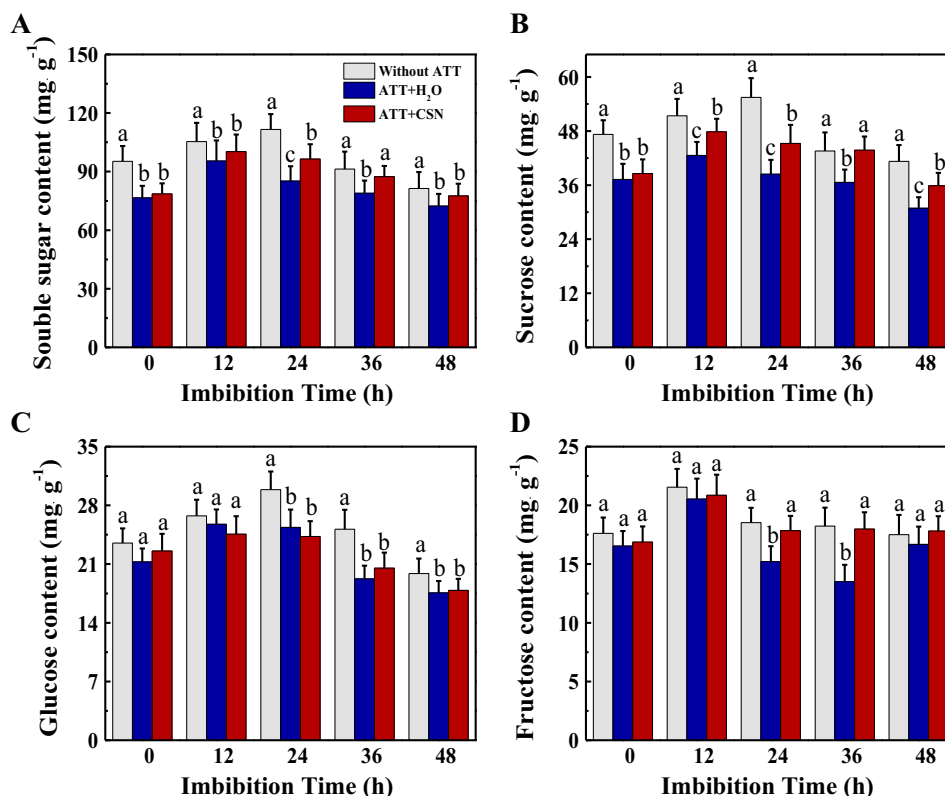 A
Souble sugar content (mg g-1)
150
120
90
60
30
0
Without ATT
ATT+H2O
ATT+CSN
a b b
a b b
a c b
a b a
a b b
0 12 24 36 48
Imbibition Time (h)
B
Sucrose content (mg g-1)
60
48
36
24
12
0
a b b
a c b
a c b
a b a
a c b
0 12 24 36 48
Imbibition Time (h)
C
Glucose content (mg g-1)
35
28
21
14
7
0
a a a
a a a
a b b
a b b
a b b
0 12 24 36 48
Imbibition Time (h)
D
Fructose content (mg g-1)
25
20
15
10
5
0
a a a
a a a
a b a
a b a
a a a
0 12 24 36 48
Imbibition Time (h)